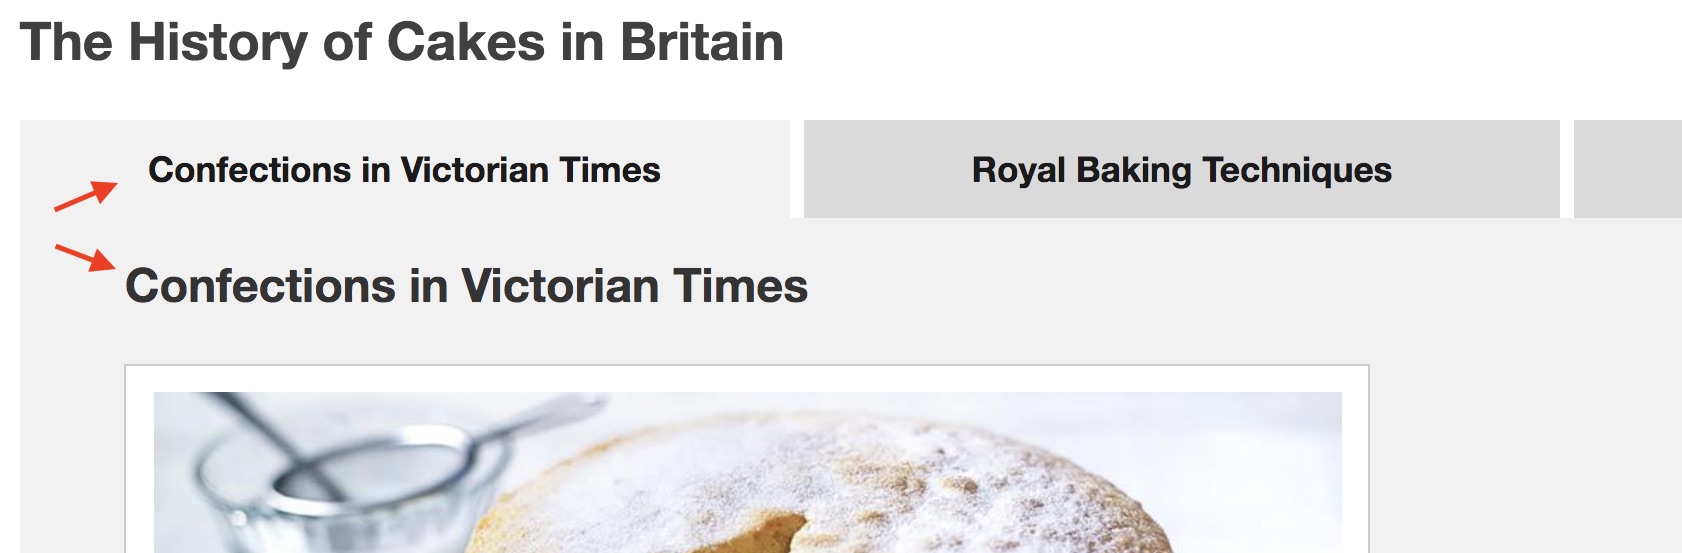 The History of Cakes in Britain
Confections in Victorian Times
Royal Baking Techniques
Confections in Victorian Times